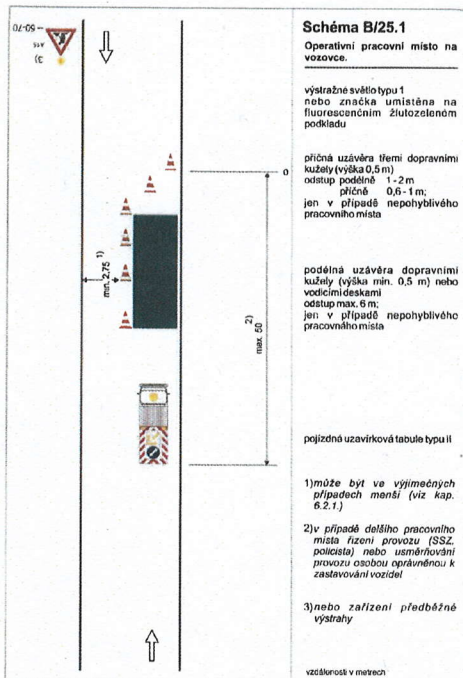 Schéma B/25.1
Operativní pracovní místo na
vozovce.
výstražné světlo typu 1
nebo značka umístěna na
fluorescenčním žlutozeleném
podkladu
příčná uzávěra třemi dopravními
kužely (výška 0,5 m)
odstup podélně 1-2 m
příčně 0,6-1 m;
jen v případě nepohyblivého
pracovního místa
podélná uzávěra dopravními
kužely (výška min. 0,5 m) nebo
vodicími deskami
odstup max. 6 m;
jen v případě nepohyblivého
pracovního místa
pojízdná uzavírková tabule typu II
1)může být ve výjimečných
případech menší (viz kap.
6.2.1.)
2)v případě delšího pracovního
místa řízení provozu (SSZ,
policista) nebo usměrňování
provozu osobou oprávněnou k
zastavování vozidel
3)nebo zařízení předběžné
výstrahy
vzdálenosti v metrech
50-70
A15
3)
0
min. 2,75 1)
max. 50 2)